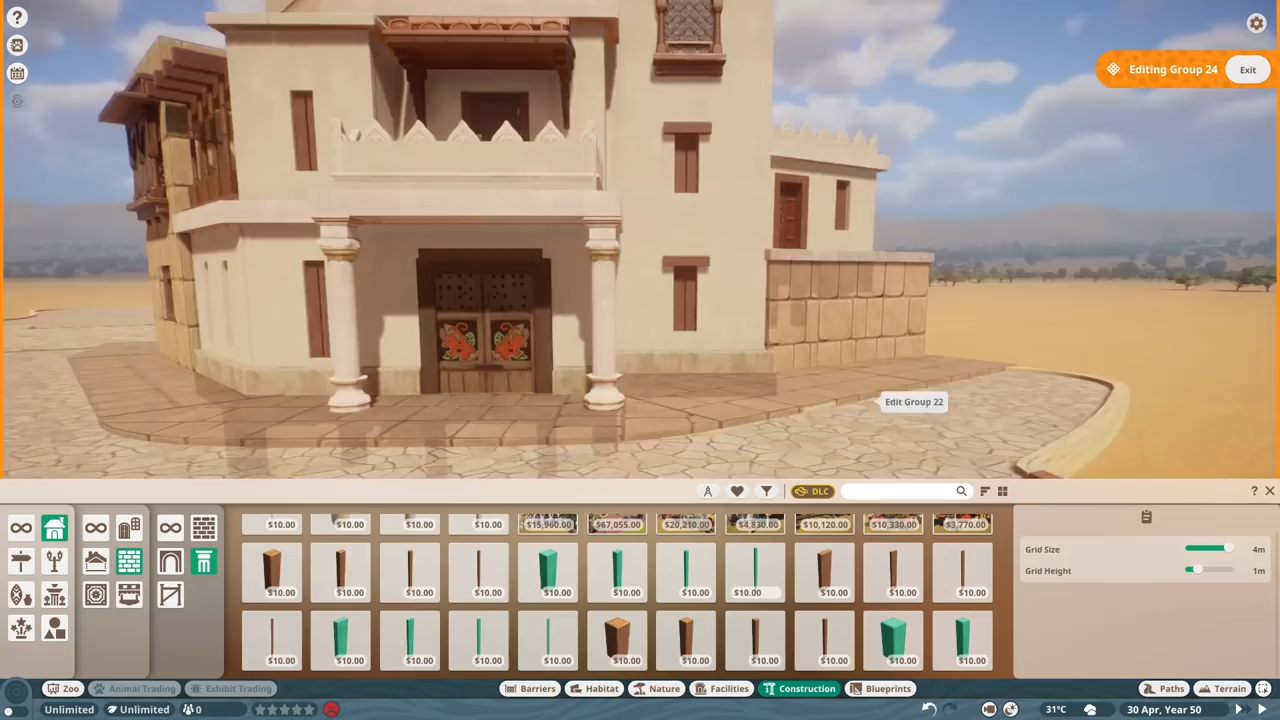 ?
Editing Group 24
Exit
Edit Group 22
DLC
? ×
$10.00 $10.00 $10.00 $10.00 $15,960.00 $67,055.00 $20,210.00 $4,830.00 $10,120.00 $10,330.00 $3,770.00
$10.00 $10.00 $10.00 $10.00 $10.00 $10.00 $10.00 $10.00 $10.00 $10.00 $10.00
$10.00 $10.00 $10.00 $10.00 $10.00 $10.00 $10.00 $10.00 $10.00 $10.00 $10.00
Grid Size 4m
Grid Height 1m
Zoo Animal Trading Exhibit Trading Barriers Habitat Nature Facilities Construction Blueprints Paths Terrain
Unlimited Unlimited 0 31°C 30 Apr, Year 50